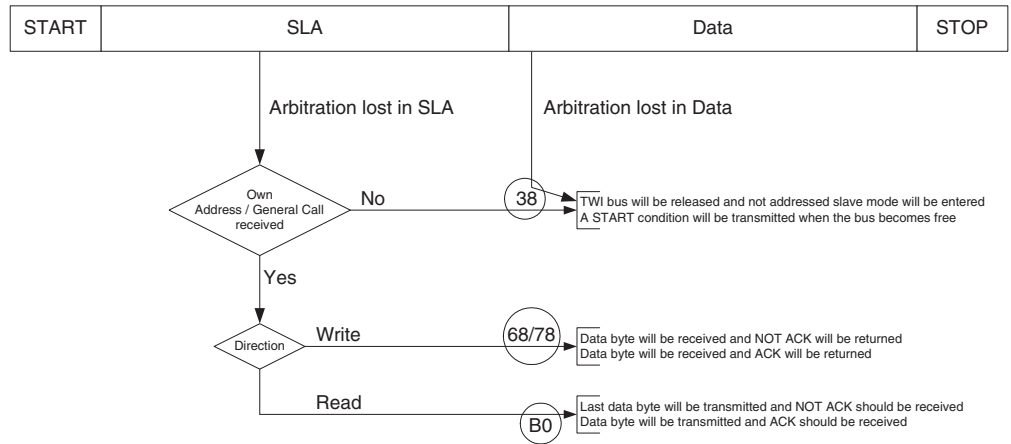 START SLA Data STOP
Arbitration lost in SLA Arbitration lost in Data
Own
Address / General Call
received
No
38
TWI bus will be released and not addressed slave mode will be entered
A START condition will be transmitted when the bus becomes free
Yes
Direction
Write
68/78
Data byte will be received and NOT ACK will be returned
Data byte will be received and ACK will be returned
Read
B0
Last data byte will be transmitted and NOT ACK should be received
Data byte will be transmitted and ACK should be received